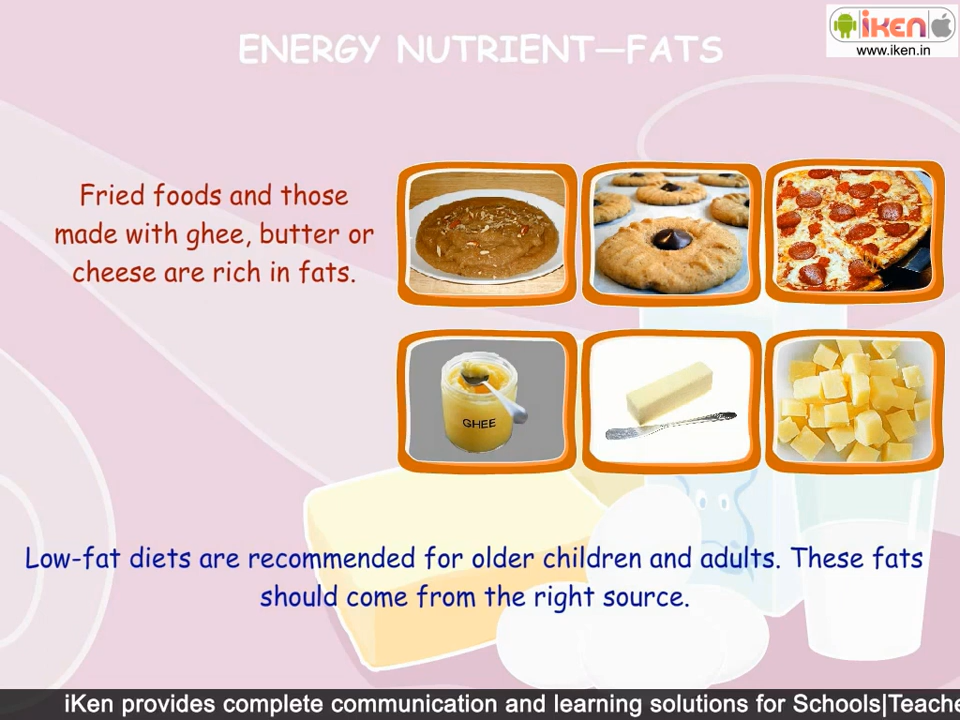 ENERGY NUTRIENT—FATS
iken
www.iken.in
Fried foods and those
made with ghee, butter or
cheese are rich in fats.
GHEE
Low-fat diets are recommended for older children and adults. These fats
should come from the right source.
iKen provides complete communication and learning solutions for Schools|Teache